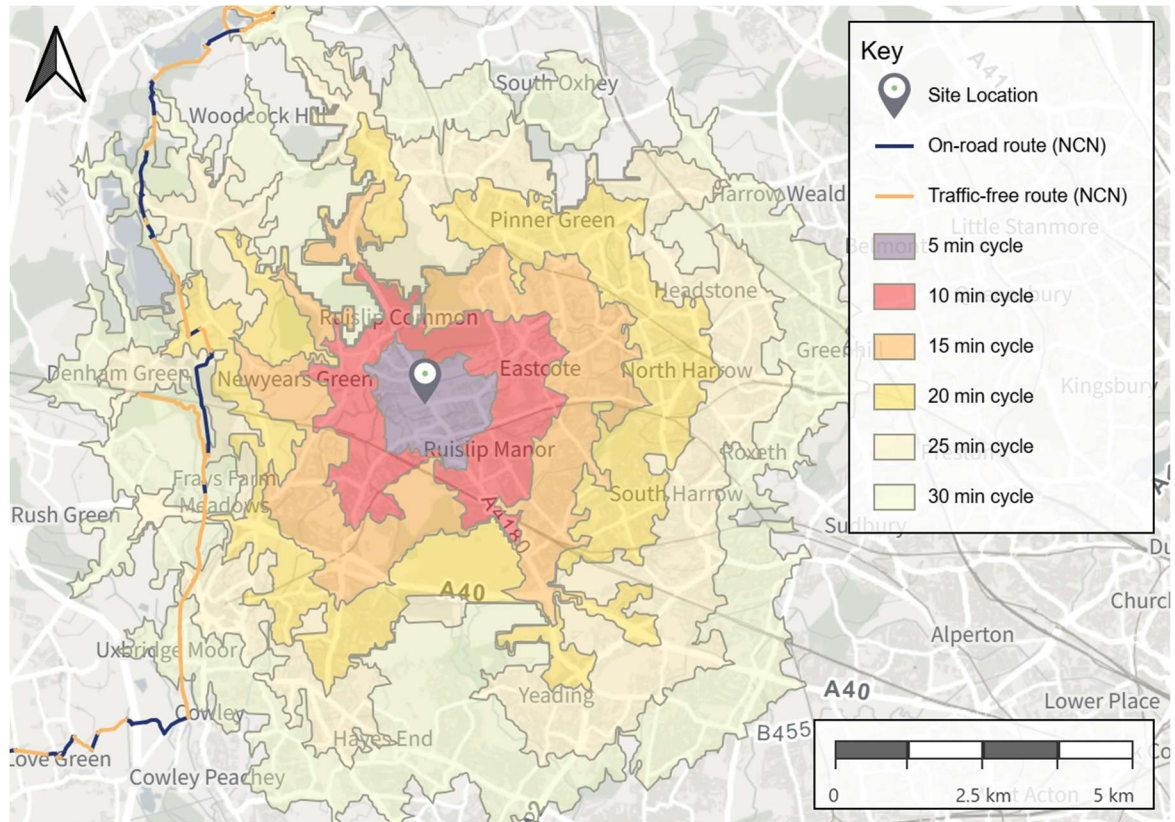 South Oxhey
Woodcock Hill
Harrow Weald
Pinner Green
Headstone
Ruislip Common
Denham Green
Newyears Green
Eastcote
North Harrow
Ruislip Manor
Roxeth
Frays Farm
Meadows
South Harrow
Rush Green
A4180
Sudbury
A40
Church
Alperton
Uxbridge Moor
A40
Yeading
Lower Place
Cowley
B455
Hayes End
Love Green
Cowley Peachey
Key
A41
Site Location
On-road route (NCN)
Traffic-free route (NCN)
Little Stanmore
Belmont
5 min cycle
10 min cycle
15 min cycle
Kingsbury
20 min cycle
25 min cycle
30 min cycle
0
2.5 km
5 km